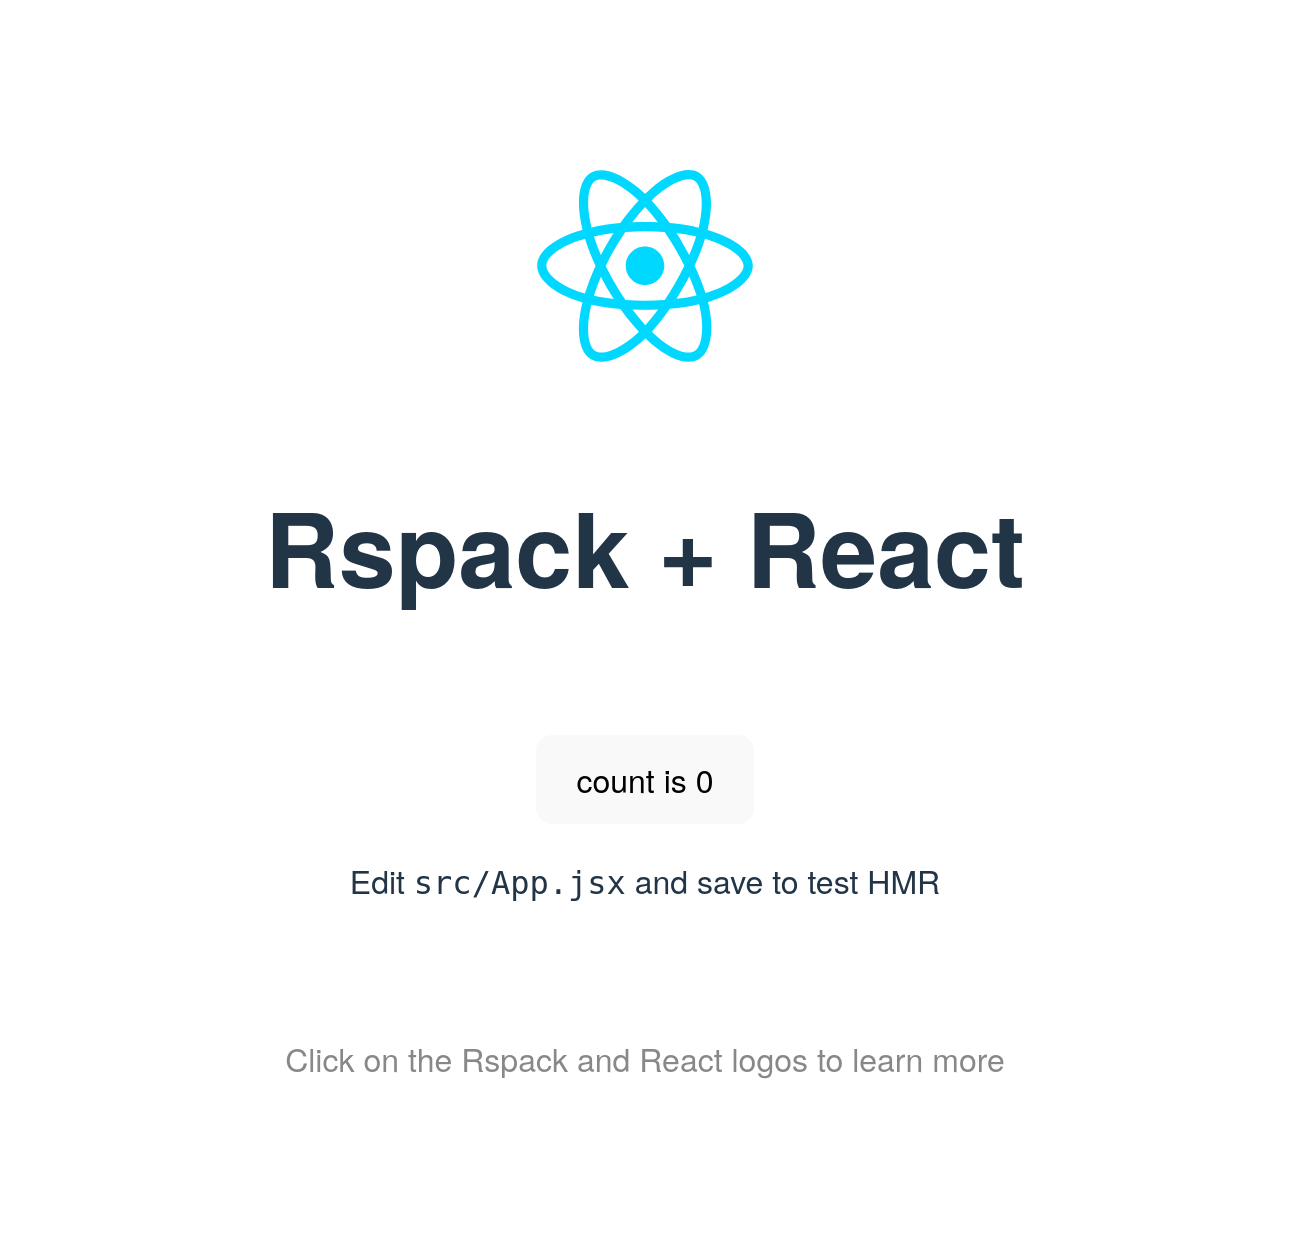 Rspack + React
count is 0
Edit src/App.jsx and save to test HMR
Click on the Rspack and React logos to learn more